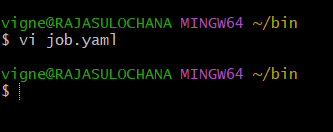 vigne@RAJASULOCHANA MINGW64 ~/bin
$ vi job.yaml
vigne@RAJASULOCHANA MINGW64 ~/bin
$